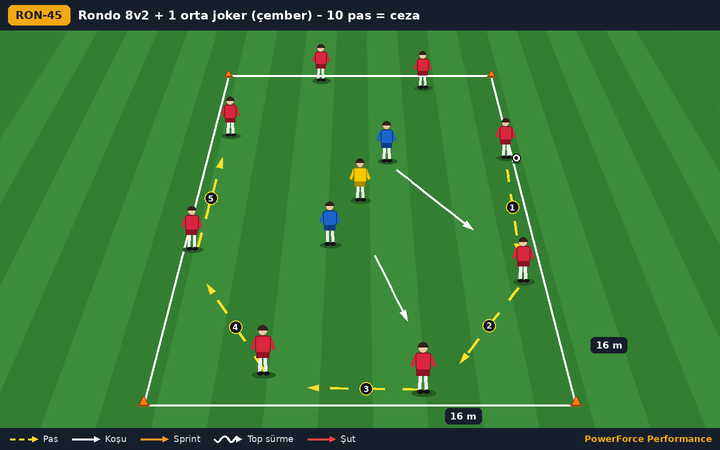 RON-45 Rondo 8v2 + 1 orta joker (çember) – 10 pas = ceza
1
5
2
4
16 m
3
16 m
Pas Koşu Sprint Top sürme Şut PowerForce Performance